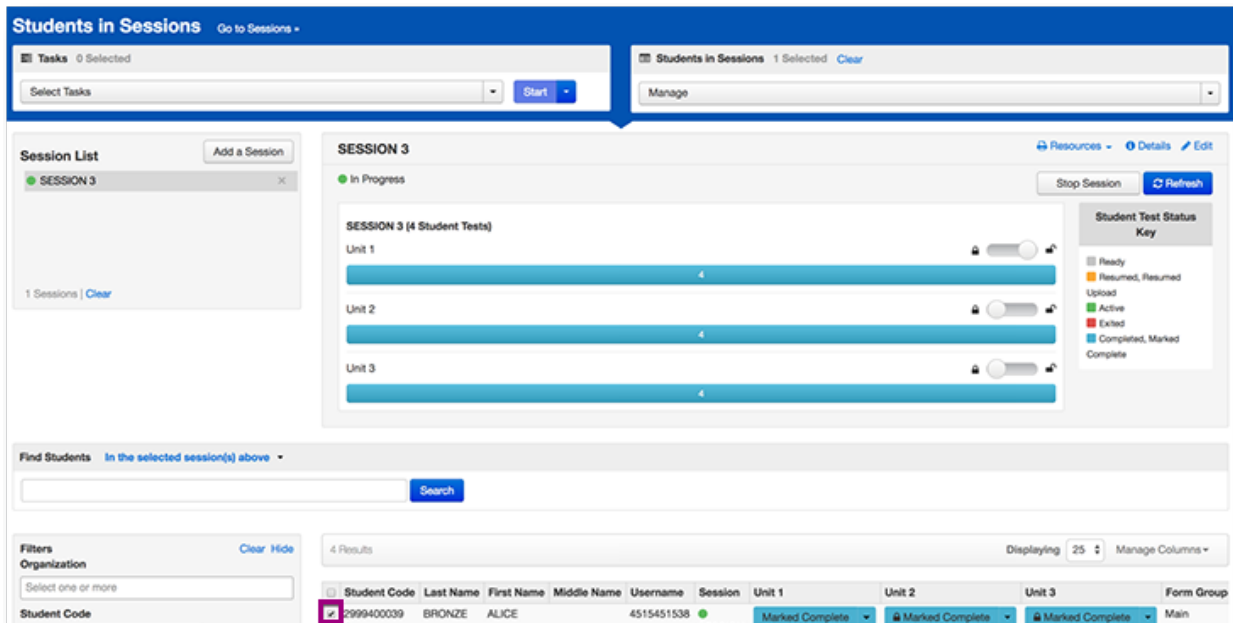 Students in Sessions Go to Sessions
Tasks 0 Selected
Students in Sessions 1 Selected Clear
Select Tasks Start
Manage
Session List Add a Session
SESSION 3
1 Sessions | Clear
SESSION 3 Resources Details Edit
In Progress
Stop Session Refresh
SESSION 3 (4 Student Tests)
Unit 1
4
Unit 2
4
Unit 3
4
Student Test Status
Key
Ready
Resumed, Resumed
Upload
Active
Exited
Completed, Marked
Complete
Find Students In the selected session(s) above
Search
Filters Clear Hide
Organization
Select one or more
Student Code
4 Results Displaying 25 Manage Columns
Student Code Last Name First Name Middle Name Username Session Unit 1 Unit 2 Unit 3 Form Group
2999400039 BRONZE ALICE 4515451538 Marked Complete Marked Complete Marked Complete Main